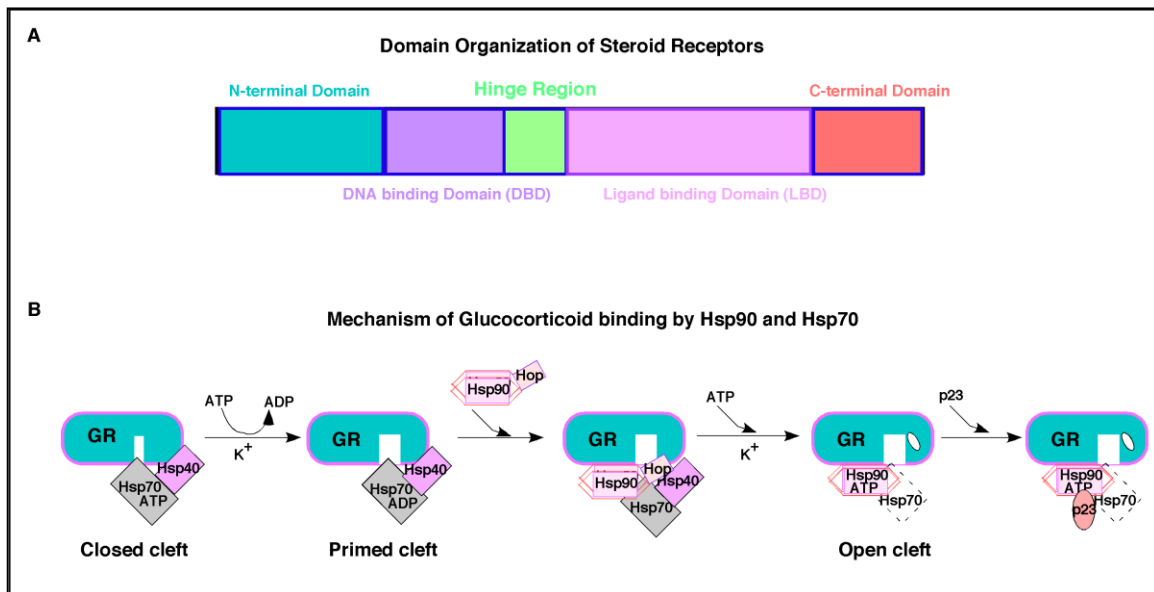 A
Domain Organization of Steroid Receptors
N-terminal Domain
Hinge Region
C-terminal Domain
DNA binding Domain (DBD)
Ligand binding Domain (LBD)
B
Mechanism of Glucocorticoid binding by Hsp90 and Hsp70
GR
Hsp40
Hsp70
ATP
Closed cleft
ATP
ADP
K+
GR
Hsp40
Hsp70
ADP
Primed cleft
Hsp90
Hop
GR
Hop
Hsp90
Hsp40
Hsp70
ATP
K+
GR
Hsp90
ATP
Hsp70
Open cleft
p23
GR
Hsp90
ATP
p23
Hsp70